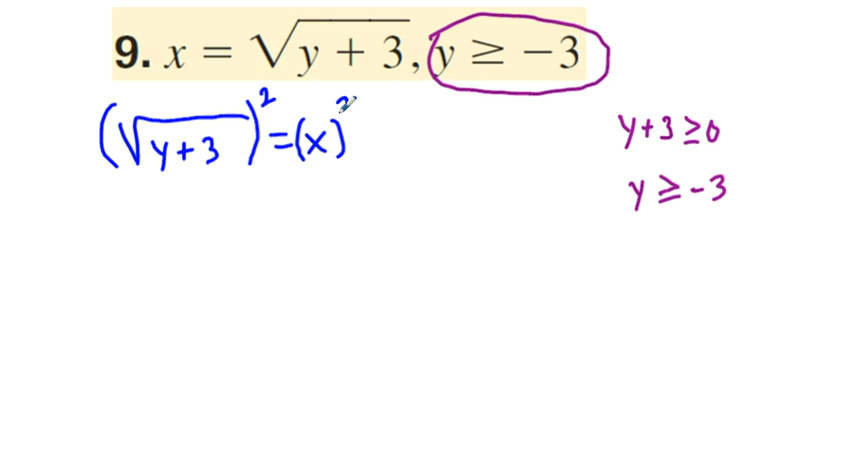 9. x = √y + 3, y ≥ −3
(√y+3)² = (x)²
y+3 ≥ 0
y ≥ -3